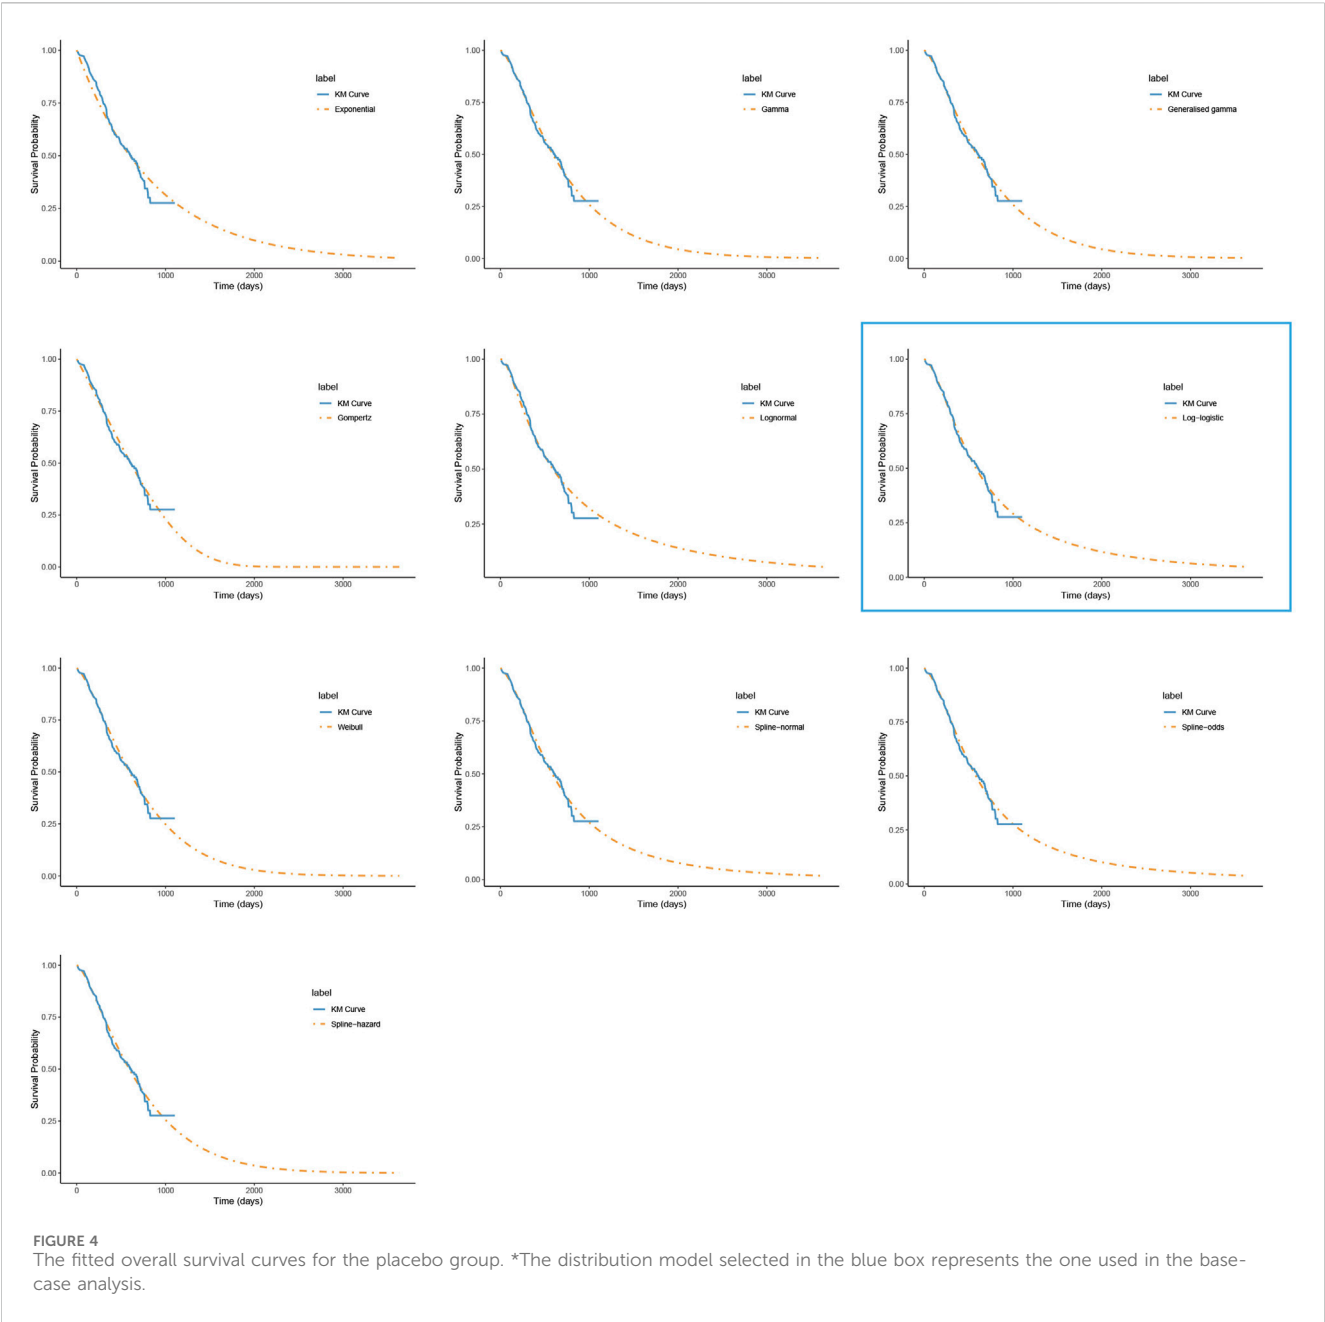 label
KM Curve
Exponential
1.00
0.75
0.50
0.25
0.00
Survival Probability
0
1000
2000
3000
Time (days)
label
KM Curve
Gamma
1.00
0.75
0.50
0.25
0.00
Survival Probability
0
1000
2000
3000
Time (days)
label
KM Curve
Generalised gamma
1.00
0.75
0.50
0.25
0.00
Survival Probability
0
1000
2000
3000
Time (days)
label
KM Curve
Gompertz
1.00
0.75
0.50
0.25
0.00
Survival Probability
0
1000
2000
3000
Time (days)
label
KM Curve
Lognormal
1.00
0.75
0.50
0.25
Survival Probability
0
1000
2000
3000
Time (days)
label
KM Curve
Log-logistic
1.00
0.75
0.50
0.25
0.00
Survival Probability
0
1000
2000
3000
Time (days)
label
KM Curve
Weibull
1.00
0.75
0.50
0.25
0.00
Survival Probability
0
1000
2000
3000
Time (days)
label
KM Curve
Spline-normal
1.00
0.75
0.50
0.25
0.00
Survival Probability
0
1000
2000
3000
Time (days)
label
KM Curve
Spline-odds
1.00
0.75
0.50
0.25
0.00
Survival Probability
0
1000
2000
3000
Time (days)
label
KM Curve
Spline-hazard
1.00
0.75
0.50
0.25
0.00
Survival Probability
0
1000
2000
3000
Time (days)
FIGURE 4
The fitted overall survival curves for the placebo group. *The distribution model selected in the blue box represents the one used in the base-
case analysis.